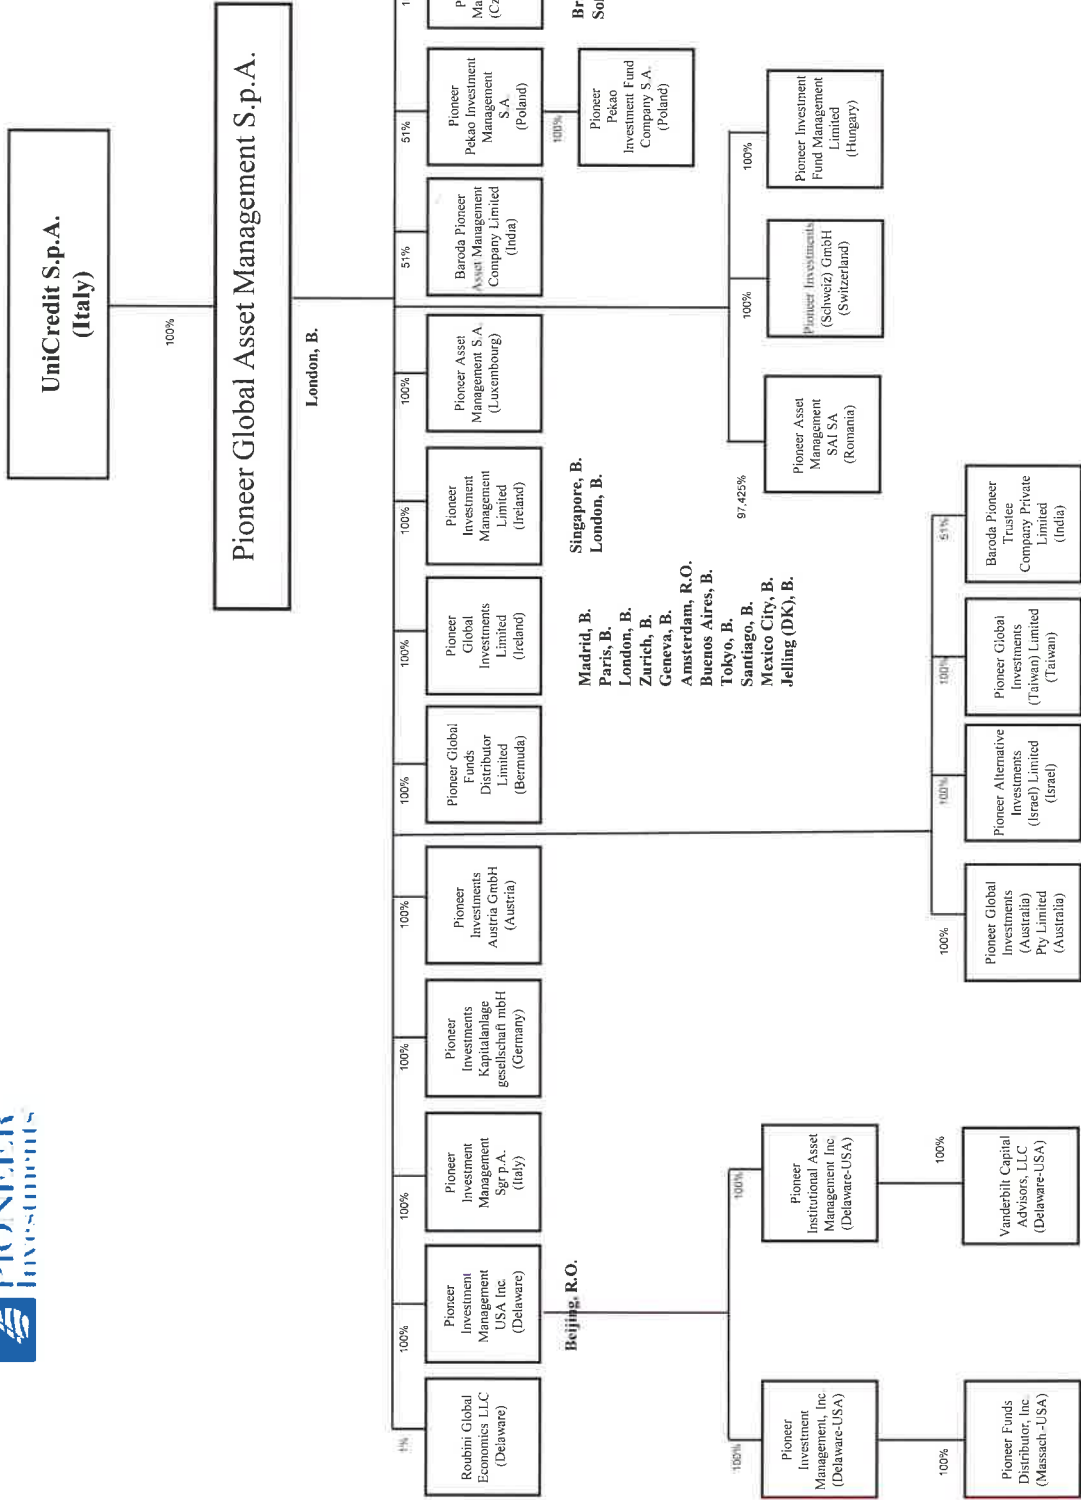 PIONEER
Investments
UniCredit S.p.A.
(Italy)
100%
Pioneer Global Asset Management S.p.A.
London, B.
1%
Roubini Global
Economics LLC
(Delaware)
100%
Pioneer
Investment
Management
USA Inc.
(Delaware)
100%
Pioneer
Investment
Management
Sgr p.A.
(Italy)
100%
Pioneer
Investments
Kapitalanlage
gesellschaft mbH
(Germany)
100%
Pioneer
Investments
Austria GmbH
(Austria)
100%
Pioneer Global
Funds
Distributor
Limited
(Bermuda)
100%
Pioneer
Global
Investments
Limited
(Ireland)
100%
Pioneer
Investment
Management
Limited
(Ireland)
100%
Pioneer Asset
Management S.A.
(Luxembourg)
51%
Baroda Pioneer
Asset Management
Company Limited
(India)
51%
Pioneer
Pekao Investment
Management
S.A.
(Poland)
100%
Pioneer
Pekao
Investment Fund
Company S.A.
(Poland)
Beijing, R.O.
Madrid, B.
Paris, B.
London, B.
Zurich, B.
Geneva, B.
Amsterdam, R.O.
Buenos Aires, B.
Tokyo, B.
Santiago, B.
Mexico City, B.
Jelling (DK), B.
Singapore, B.
London, B.
97.425%
Pioneer Asset
Management
SAI SA
(Romania)
100%
Pioneer Investments
(Schweiz) GmbH
(Switzerland)
100%
Pioneer Investment
Fund Management
Limited
(Hungary)
100%
Pioneer
Investment
Management, Inc.
(Delaware-USA)
100%
Pioneer
Institutional Asset
Management Inc.
(Delaware-USA)
100%
Pioneer Funds
Distributor, Inc.
(Massach.-USA)
100%
Vanderbilt Capital
Advisors, LLC
(Delaware-USA)
100%
Pioneer Global
Investments
(Australia)
Pty Limited
(Australia)
100%
Pioneer Alternative
Investments
(Israel) Limited
(Israel)
100%
Pioneer Global
Investments
(Taiwan) Limited
(Taiwan)
51%
Baroda Pioneer
Trustee
Company Private
Limited
(India)